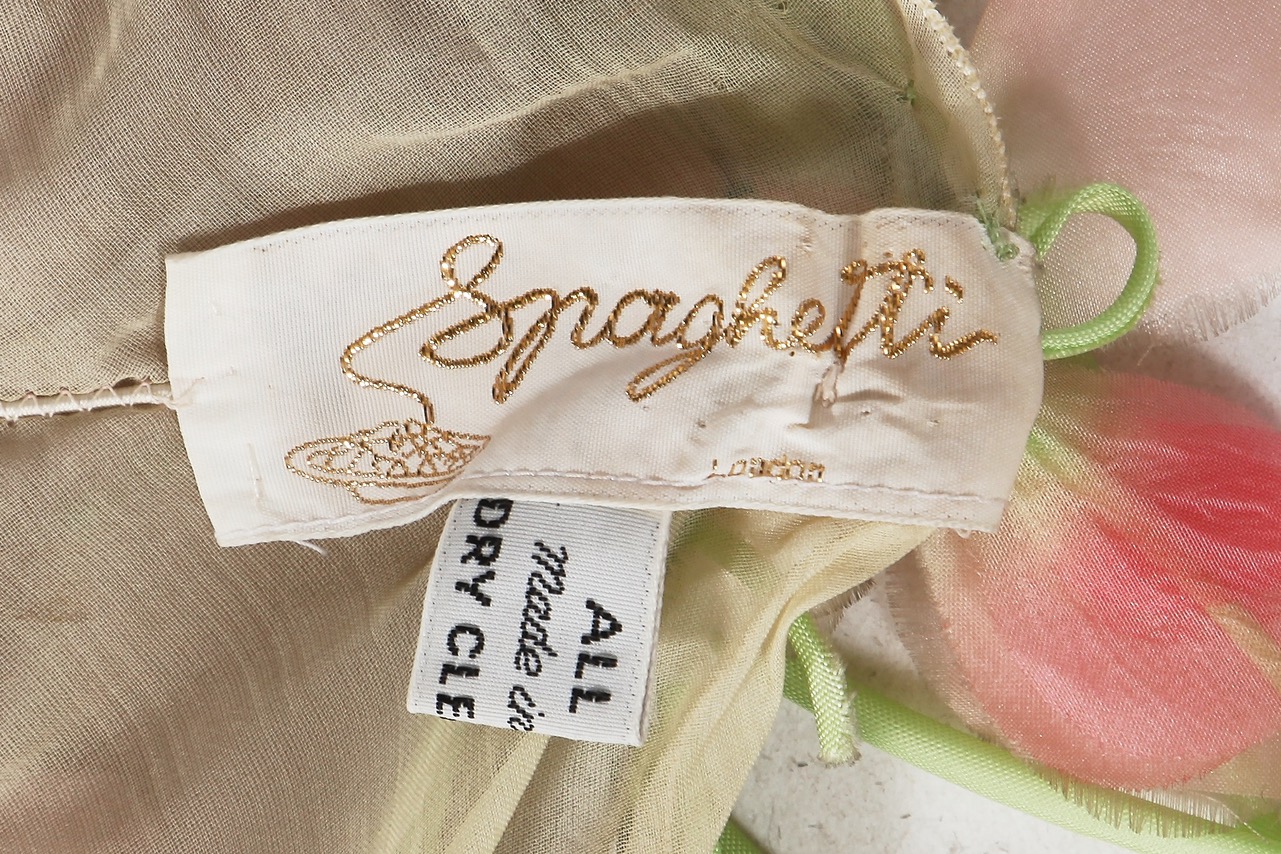 Spaghetti
London
ALL
Made in
DRY CLE